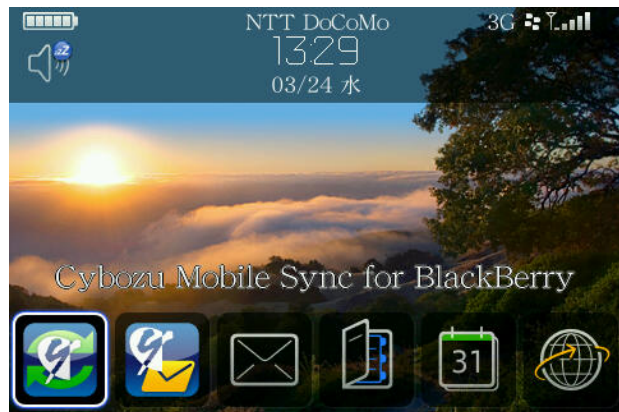 NTT DoCoMo
3G
13:29
03/24 水
Cybozu Mobile Sync for BlackBerry
31